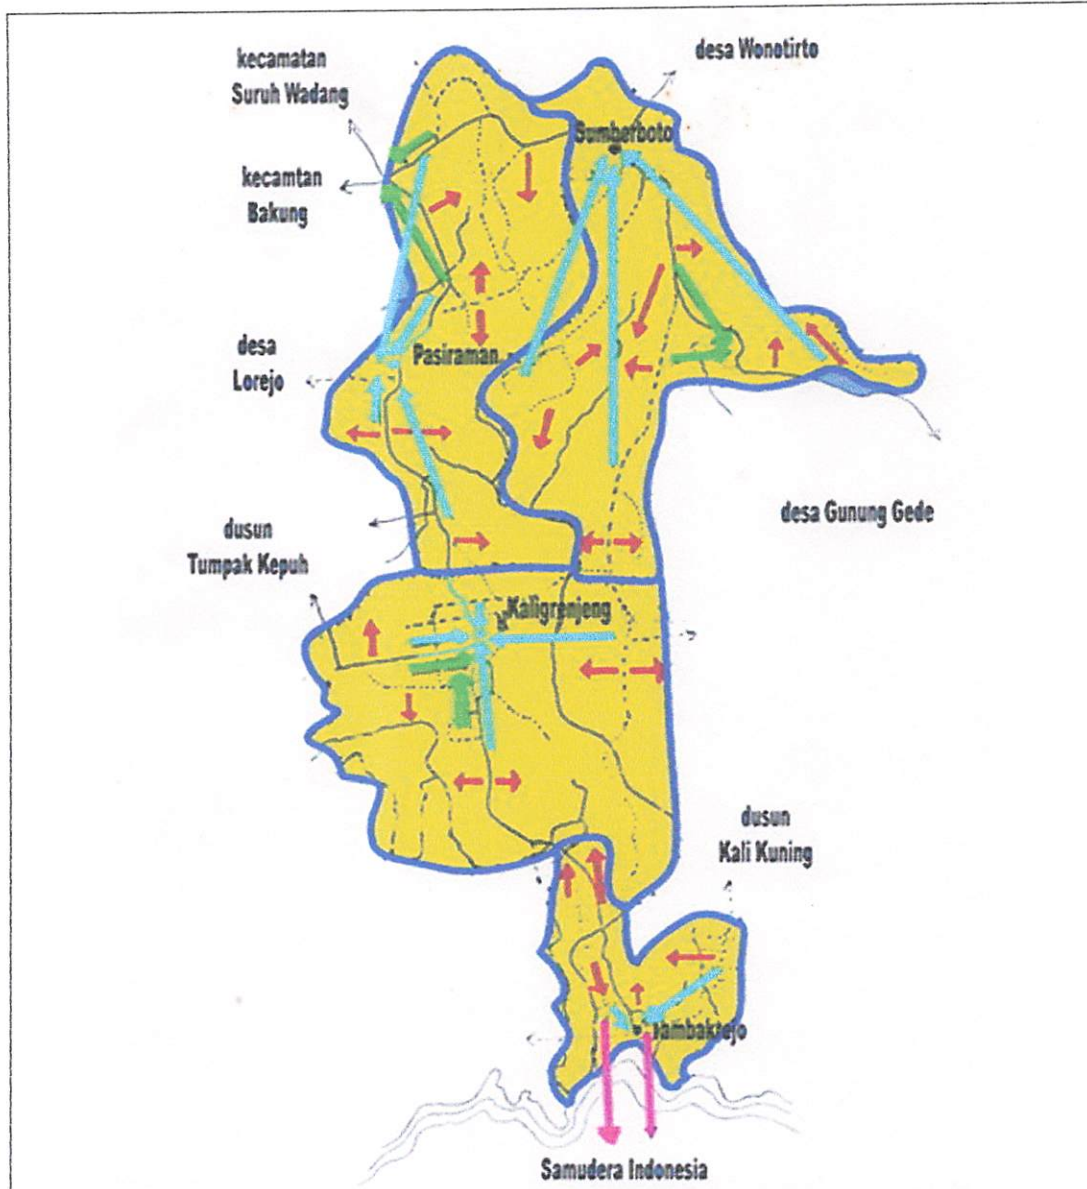 kecamatan
Suruh Wadang
desa Wonotirto
Sumberboto
kecamtan
Bakung
desa
Lorejo
Pasiraman
desa Gunung Gede
dusun
Tumpak Kepuh
Kaligrenjeng
dusun
Kali Kuning
Tambakrejo
Samudera Indonesia